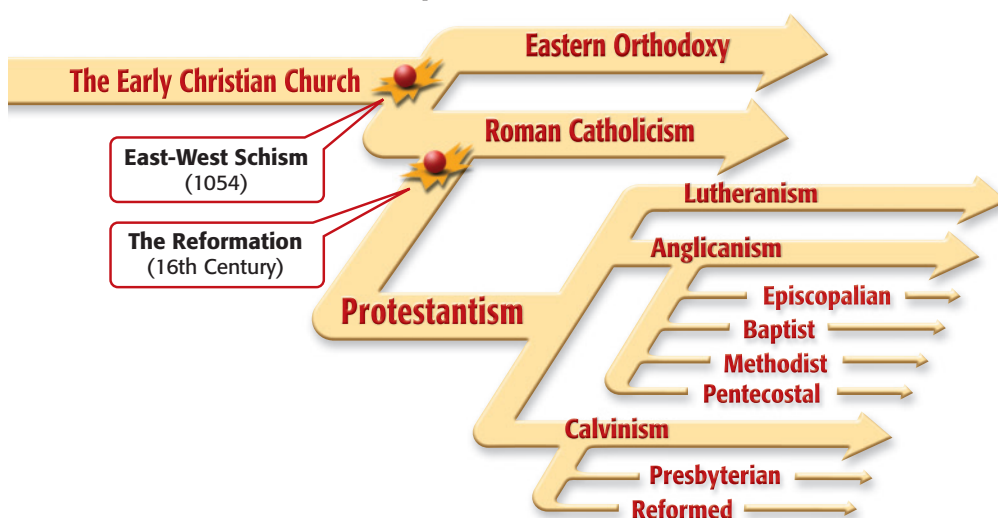 Eastern Orthodoxy
The Early Christian Church
Roman Catholicism
East-West Schism
(1054)
Lutheranism
The Reformation
(16th Century)
Anglicanism
Episcopalian
Protestantism
Baptist
Methodist
Pentecostal
Calvinism
Presbyterian
Reformed